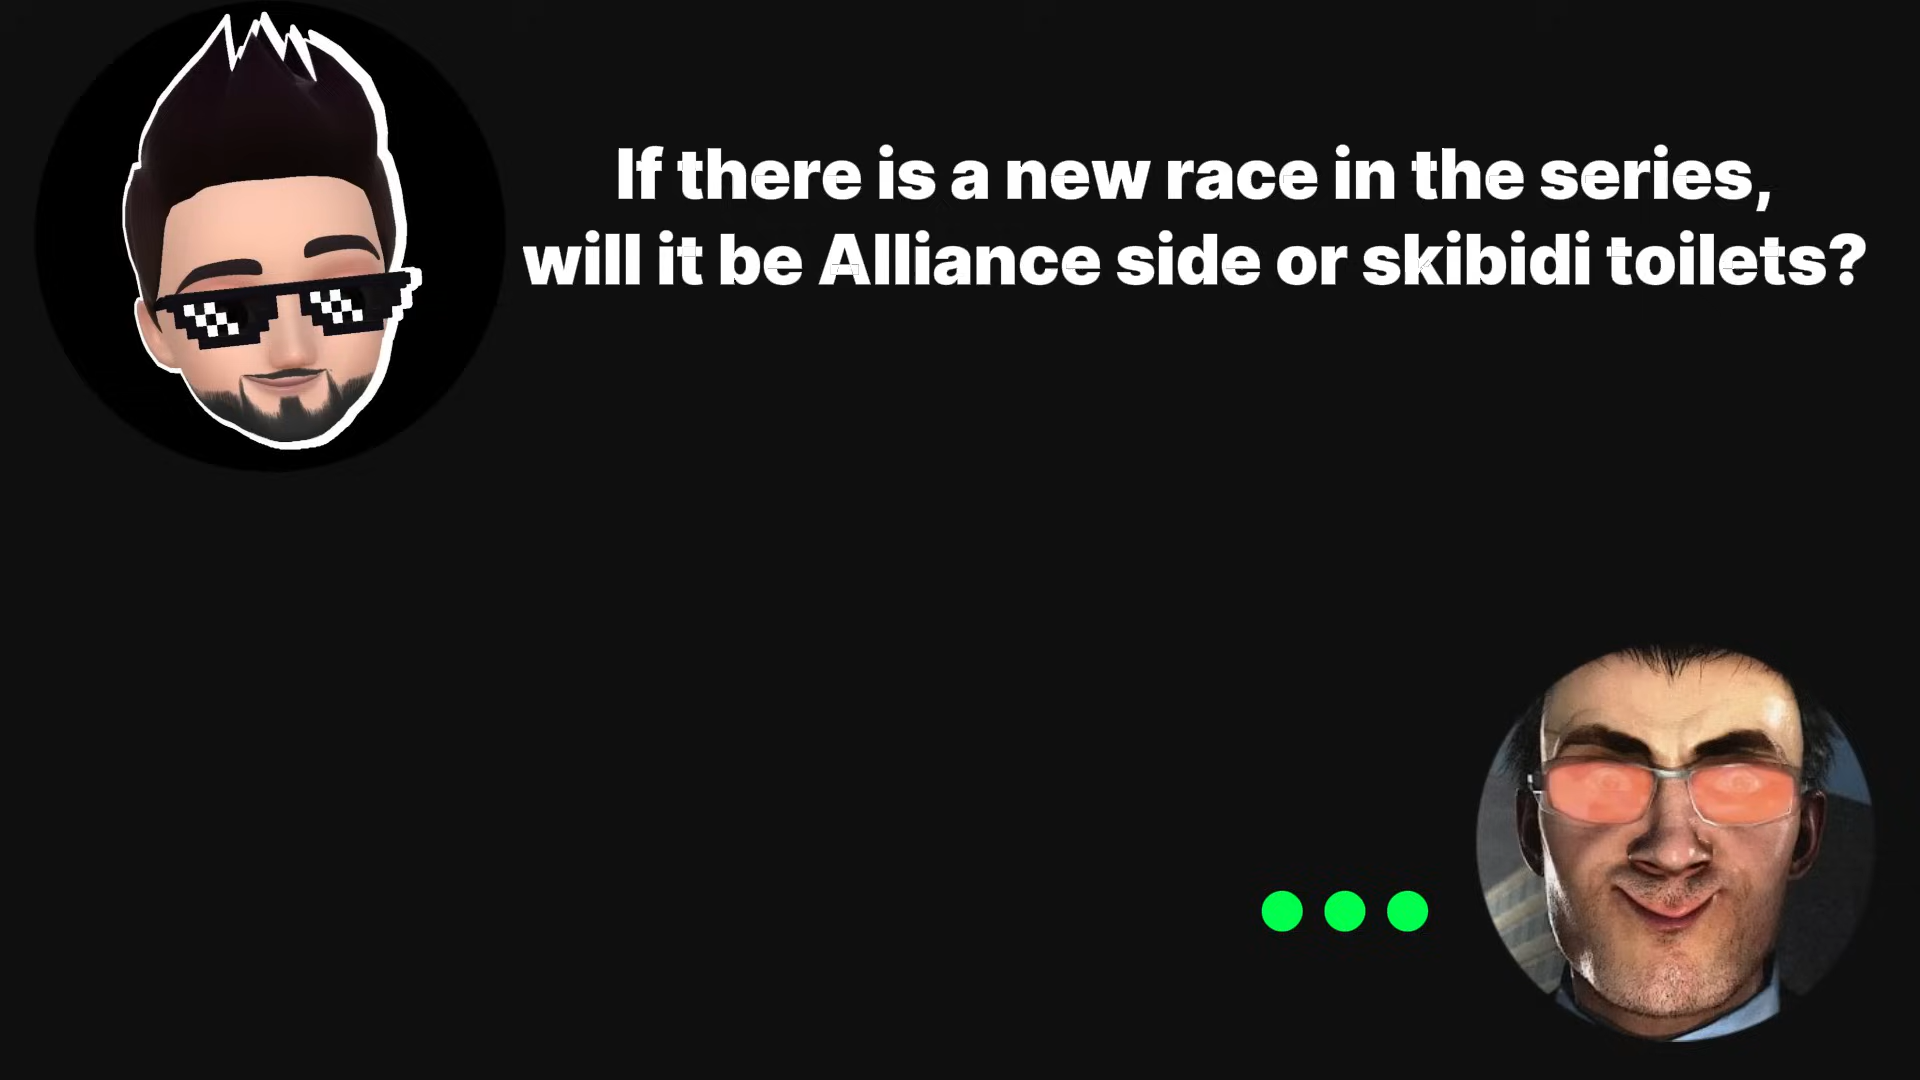 If there is a new race in the series,
will it be Alliance side or skibidi toilets?